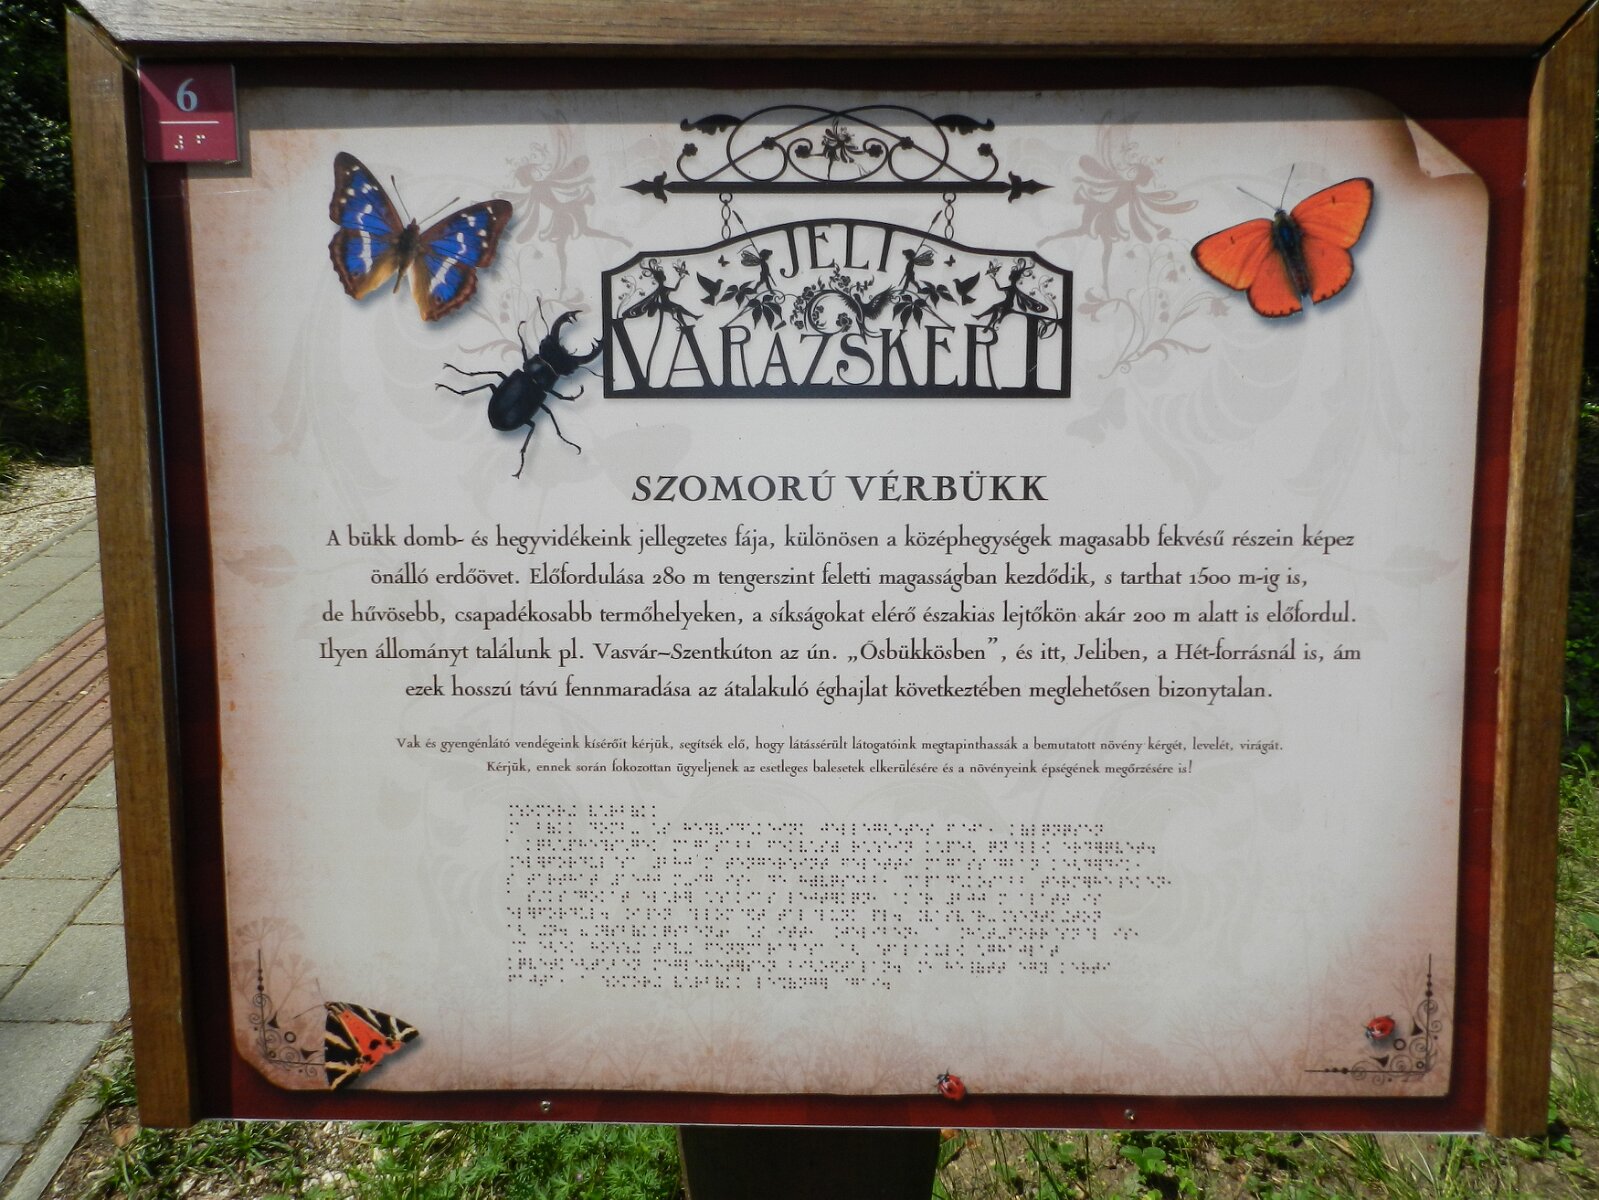 6
JELI
VARÁZSKERT
SZOMORÚ VÉRBÜKK
A bükk domb- és hegyvidékeink jellegzetes fája, különösen a középhegységek magasabb fekvésű részein képez
önálló erdőövet. Előfordulása 280 m tengerszint feletti magasságban kezdődik, s tarthat 1500 m-ig is,
de hűvösebb, csapadékosabb termőhelyeken, a síkságokat elérő északias lejtőkön akár 200 m alatt is előfordul.
Ilyen állományt találunk pl. Vasvár–Szentkúton az ún. „Ősbükkösben”, és itt, Jeliben, a Hét-forrásnál is, ám
ezek hosszú távú fennmaradása az átalakuló éghajlat következtében meglehetősen bizonytalan.
Vak és gyengénlátó vendégeink kísérőit kérjük, segítsék elő, hogy látássérült látogatóink megtapinthassák a bemutatott növény kérgét, levelét, virágát.
Kérjük, ennek során fokozottan ügyeljenek az esetleges balesetek elkerülésére és a növényeink épségének megőrzésére is!